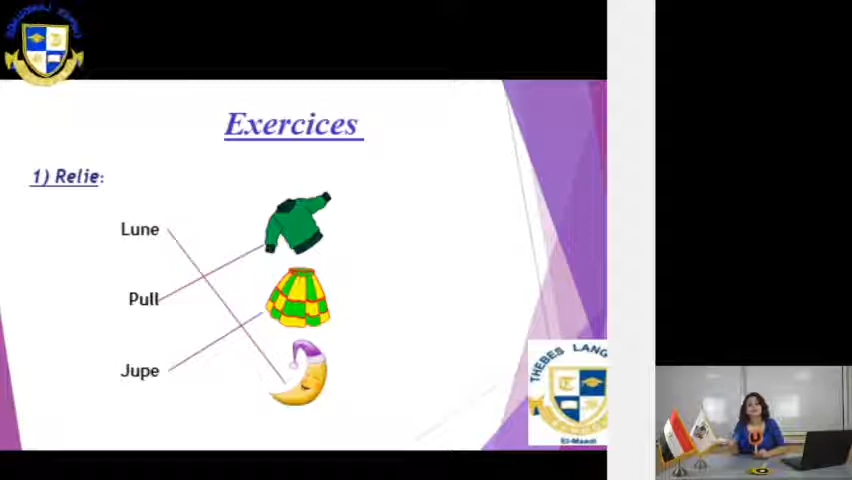 Exercices
1) Relie:
Lune
Pull
Jupe
THEBES LANG
El-Maadi